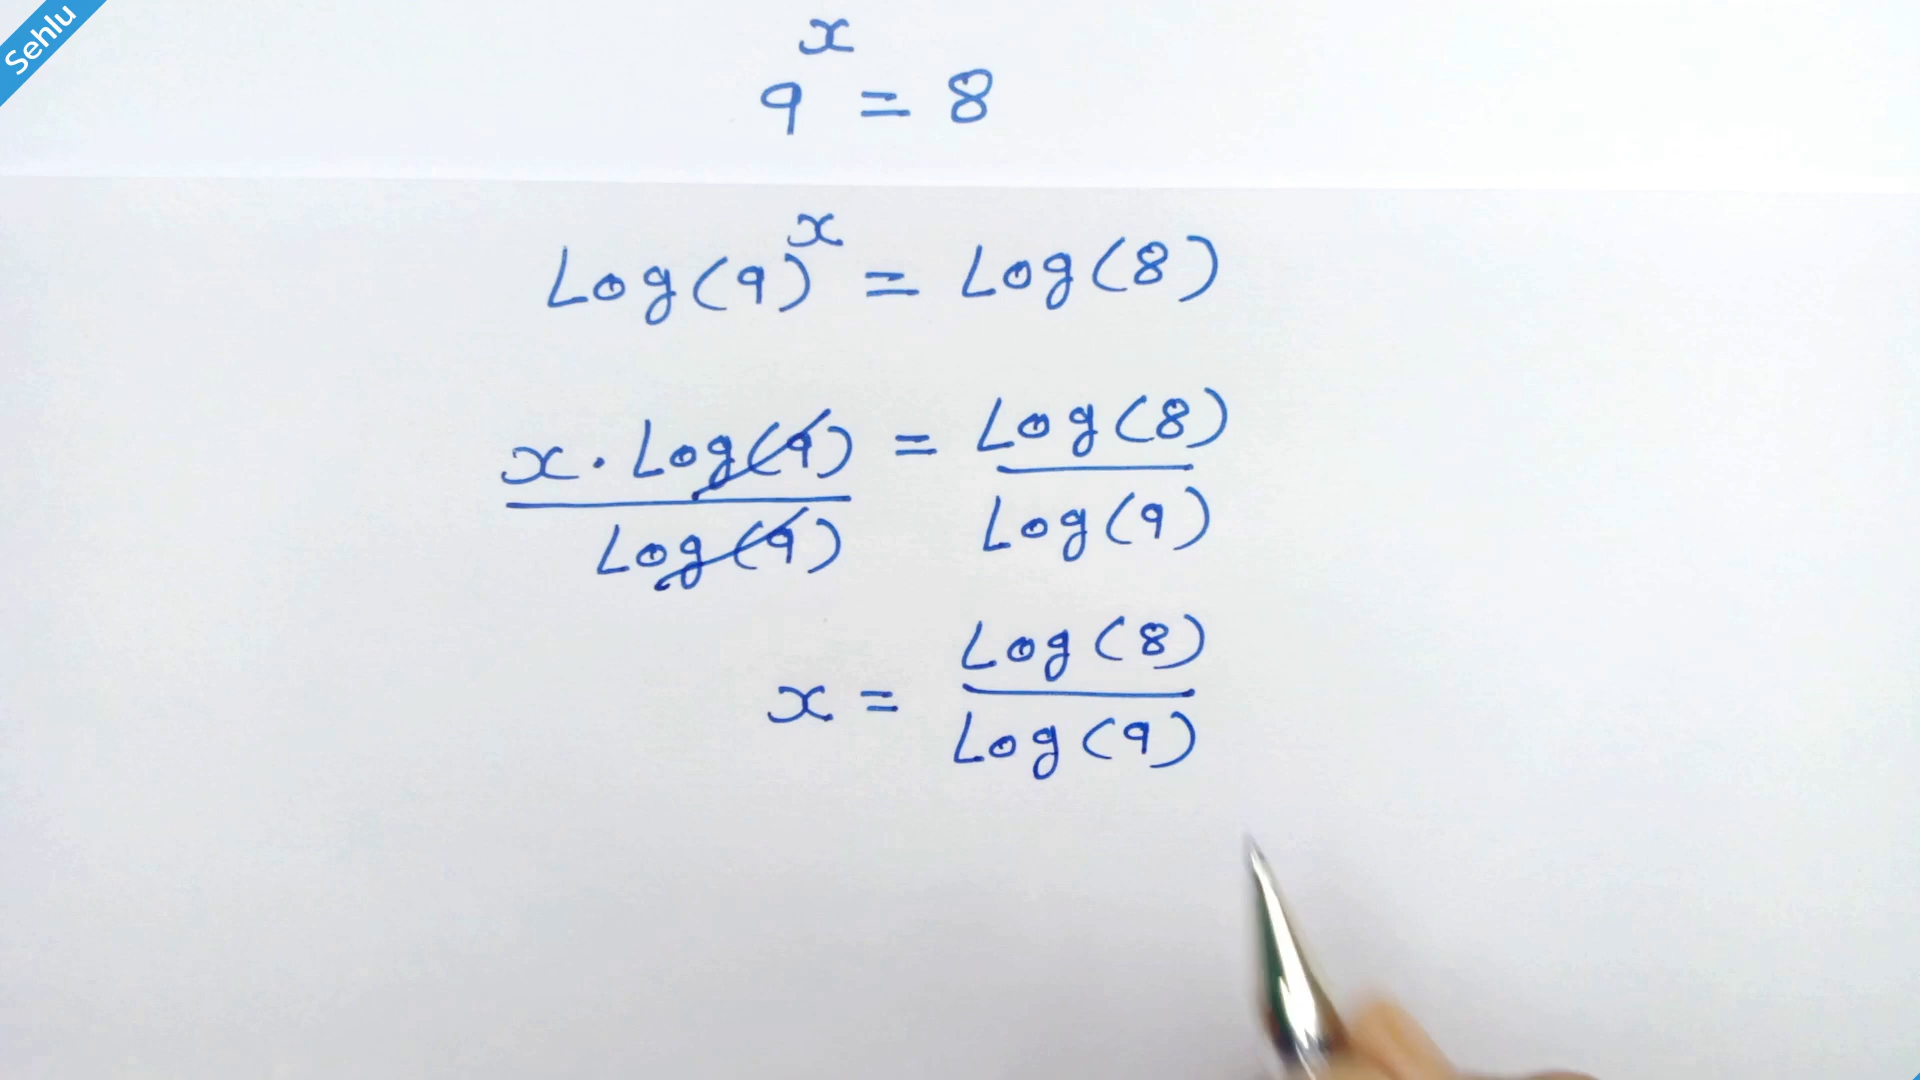 Sehlu
9^x = 8
Log(9)^x = Log(8)
x · Log(9) / Log(9) = Log(8) / Log(9)
x = Log(8) / Log(9)